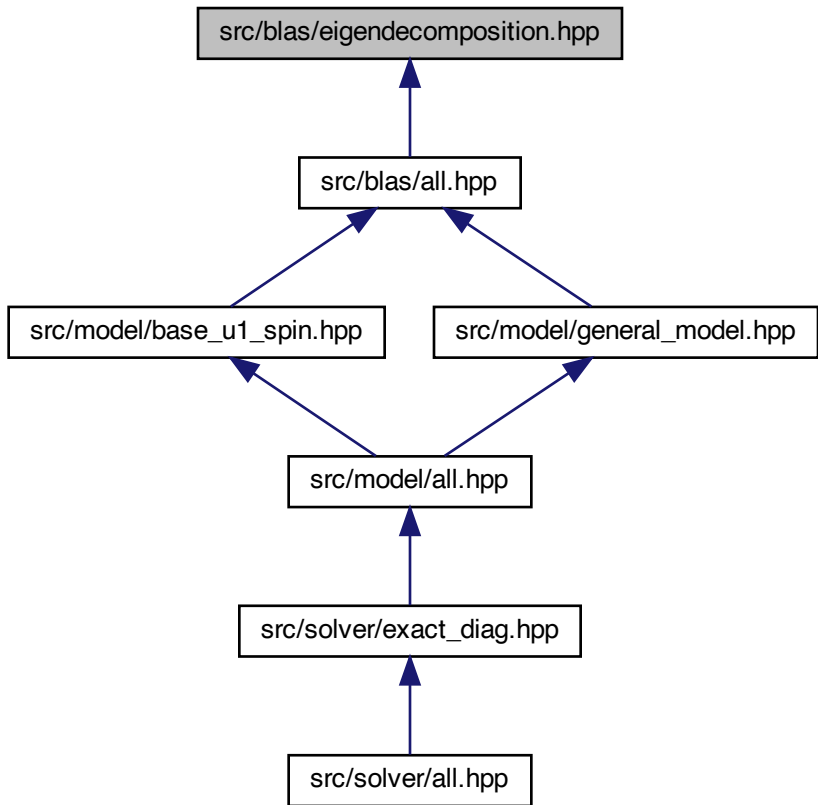 src/blas/eigendecomposition.hpp
src/blas/all.hpp
src/model/base_u1_spin.hpp
src/model/general_model.hpp
src/model/all.hpp
src/solver/exact_diag.hpp
src/solver/all.hpp